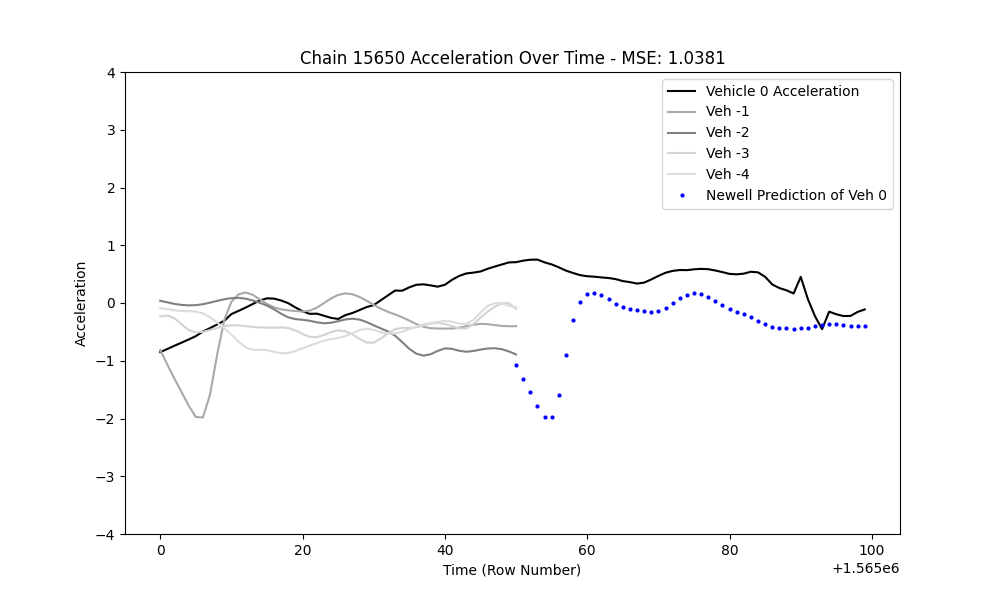 Chain 15650 Acceleration Over Time - MSE: 1.0381
4
3
2
1
0
−1
−2
−3
−4
Acceleration
Vehicle 0 Acceleration
Veh -1
Veh -2
Veh -3
Veh -4
Newell Prediction of Veh 0
0 20 40 60 80 100
+1.565e6
Time (Row Number)